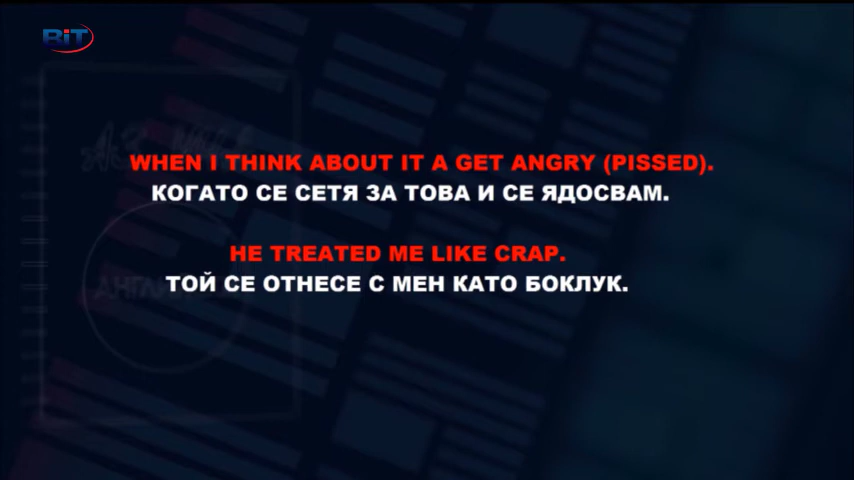 BiT
WHEN I THINK ABOUT IT A GET ANGRY (PISSED).
КОГАТО СЕ СЕТЯ ЗА ТОВА И СЕ ЯДОСВАМ.
HE TREATED ME LIKE CRAP.
ТОЙ СЕ ОТНЕСЕ С МЕН КАТО БОКЛУК.